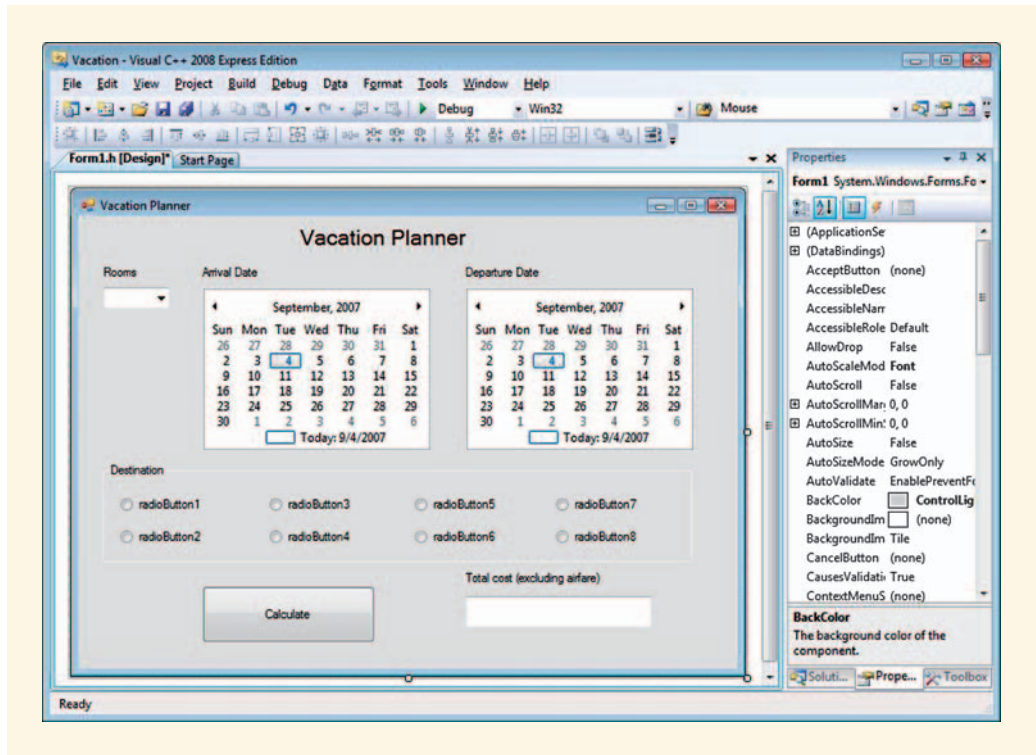 Vacation - Visual C++ 2008 Express Edition
File Edit View Project Build Debug Data Format Tools Window Help
Debug Win32 Mouse
Form1.h [Design]* Start Page
Properties
Form1 System.Windows.Forms.Fo
Vacation Planner
Vacation Planner
Rooms Arrival Date Departure Date
September, 2007 September, 2007
Sun Mon Tue Wed Thu Fri Sat Sun Mon Tue Wed Thu Fri Sat
26 27 28 29 30 31 1 26 27 28 29 30 31 1
2 3 4 5 6 7 8 2 3 4 5 6 7 8
9 10 11 12 13 14 15 9 10 11 12 13 14 15
16 17 18 19 20 21 22 16 17 18 19 20 21 22
23 24 25 26 27 28 29 23 24 25 26 27 28 29
30 1 2 3 4 5 6 30 1 2 3 4 5 6
Today: 9/4/2007 Today: 9/4/2007
Destination
radioButton1 radioButton3 radioButton5 radioButton7
radioButton2 radioButton4 radioButton6 radioButton8
Total cost (excluding airfare)
Calculate
(ApplicationSe
(DataBindings)
AcceptButton (none)
AccessibleDesc
AccessibleNam
AccessibleRole Default
AllowDrop False
AutoScaleMod Font
AutoScroll False
AutoScrollMar 0, 0
AutoScrollMin 0, 0
AutoSize False
AutoSizeMode GrowOnly
AutoValidate EnablePreventFo
BackColor ControlLig
BackgroundIm (none)
BackgroundIm Tile
CancelButton (none)
CausesValidati True
ContextMenuS (none)
BackColor
The background color of the
component.
Soluti... Prope... Toolbox
Ready